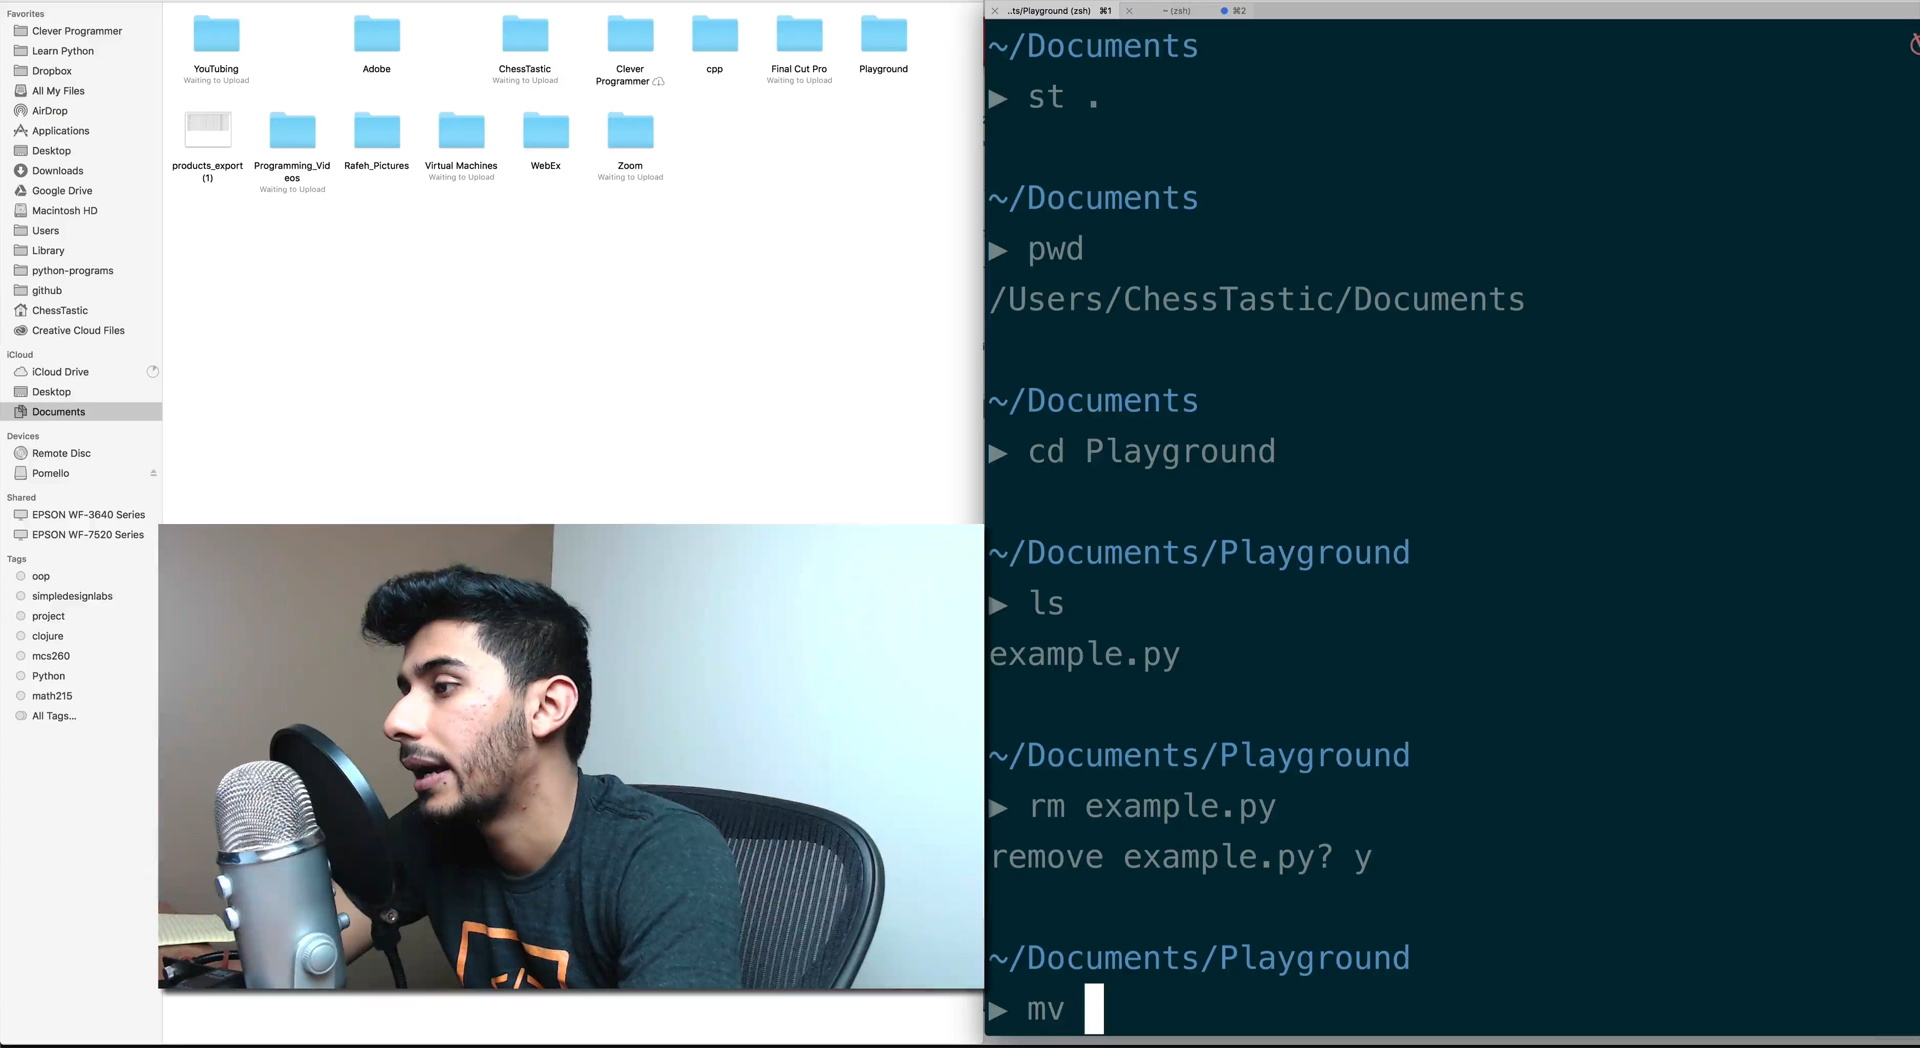 Favorites
Clever Programmer
Learn Python
Dropbox
All My Files
AirDrop
Applications
Desktop
Downloads
Google Drive
Macintosh HD
Users
Library
python-programs
github
ChessTastic
Creative Cloud Files
iCloud
iCloud Drive
Desktop
Documents
Devices
Remote Disc
Pomello
Shared
EPSON WF-3640 Series
EPSON WF-7520 Series
Tags
oop
simpledesignlabs
project
clojure
mcs260
Python
math215
All Tags...
YouTubing
Waiting to Upload
Adobe
ChessTastic
Waiting to Upload
Clever
Programmer
cpp
Final Cut Pro
Waiting to Upload
Playground
products_export
(1)
Programming_Vid
eos
Waiting to Upload
Rafeh_Pictures
Virtual Machines
Waiting to Upload
WebEx
Zoom
Waiting to Upload
..ts/Playground (zsh) ⌘1
~ (zsh) ⌘2
~/Documents
▶ st .
~/Documents
▶ pwd
/Users/ChessTastic/Documents
~/Documents
▶ cd Playground
~/Documents/Playground
▶ ls
example.py
~/Documents/Playground
▶ rm example.py
remove example.py? y
~/Documents/Playground
▶ mv